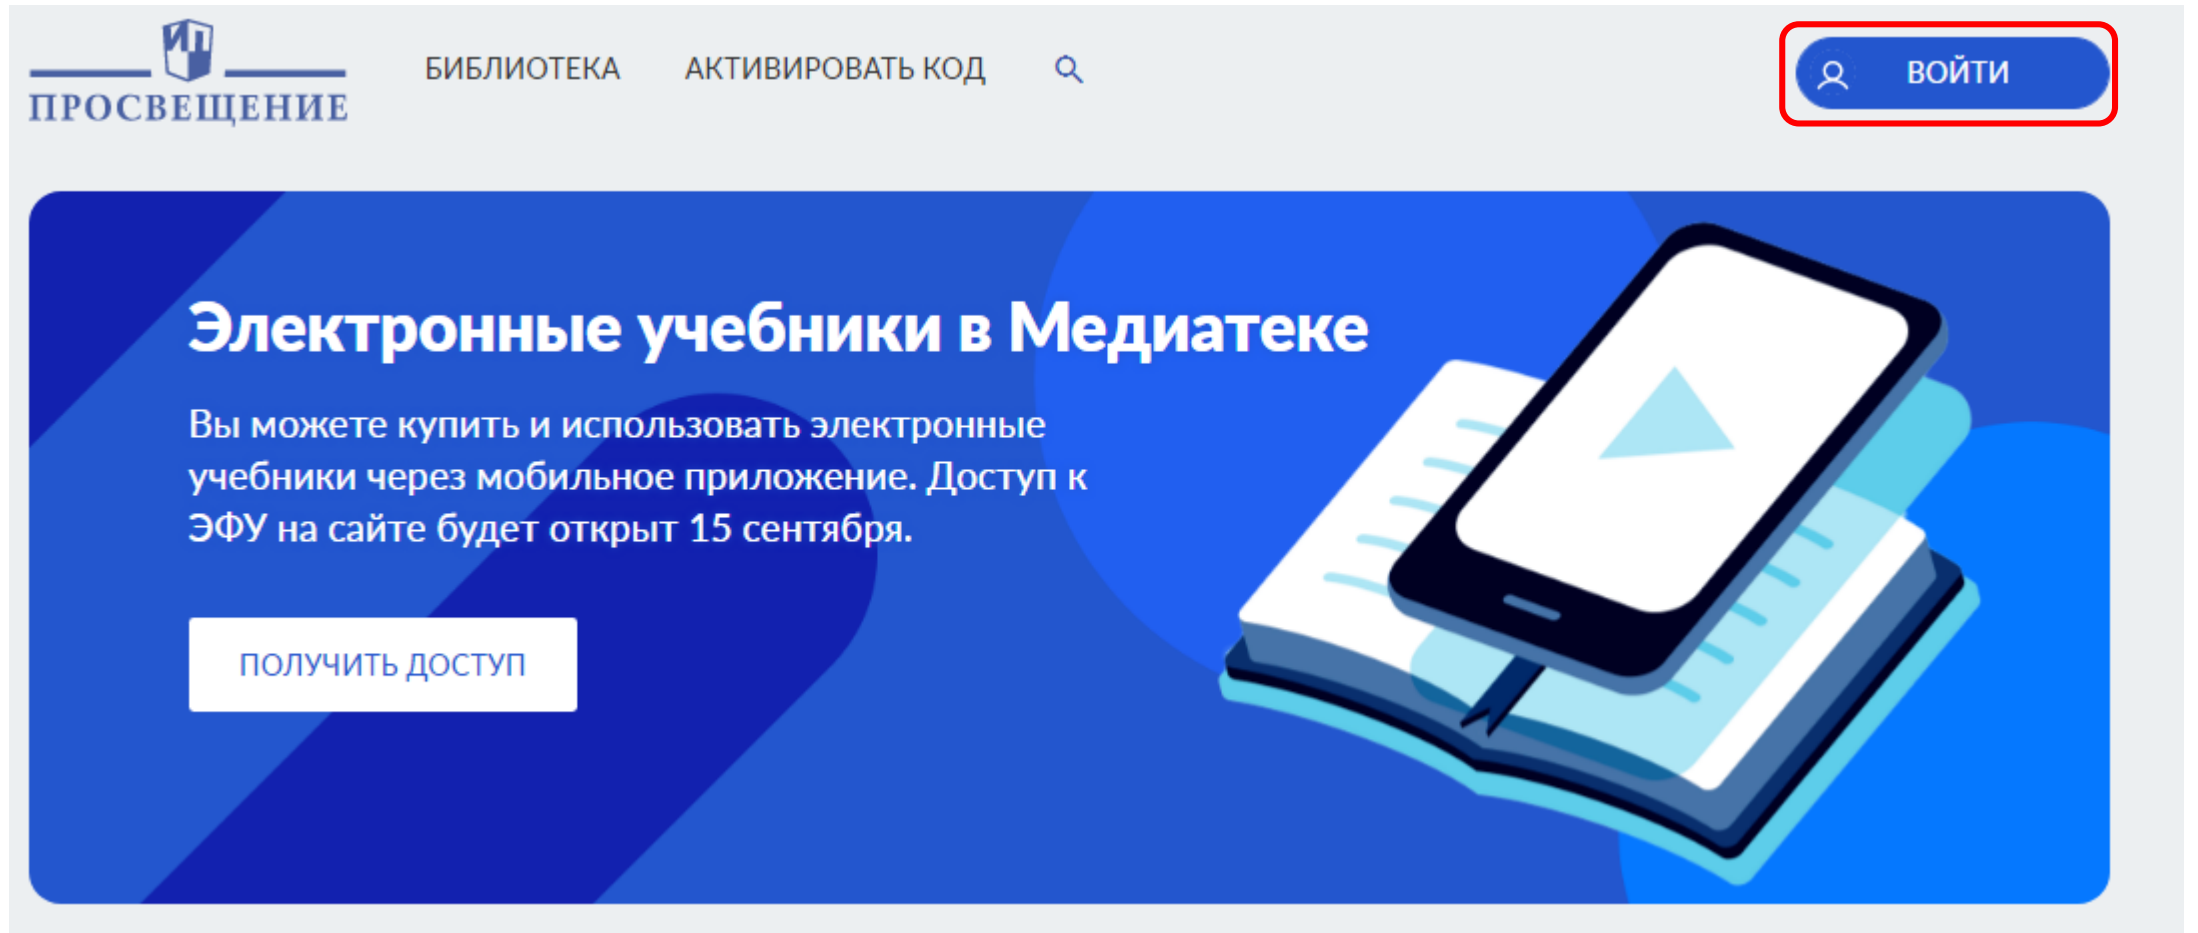 ИП
ПРОСВЕЩЕНИЕ
БИБЛИОТЕКА
АКТИВИРОВАТЬ КОД
ВОЙТИ
Электронные учебники в Медиатеке
Вы можете купить и использовать электронные
учебники через мобильное приложение. Доступ к
ЭФУ на сайте будет открыт 15 сентября.
ПОЛУЧИТЬ ДОСТУП